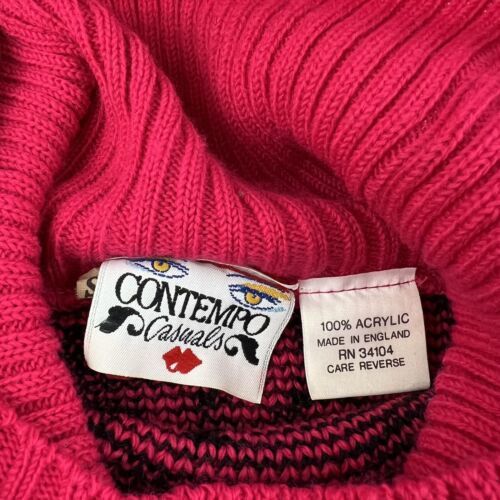 S
CONTEMPO
Casuals
100% ACRYLIC
MADE IN ENGLAND
RN 34104
CARE REVERSE